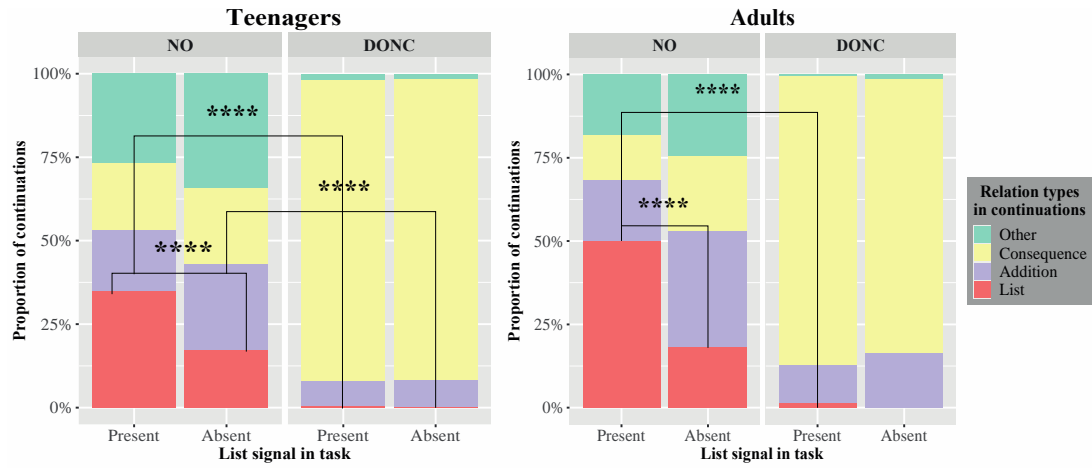 Teenagers
NO DONC
100%
75%
50%
25%
0%
Proportion of continuations
****
****
****
Present Absent Present Absent
List signal in task
Adults
NO DONC
100%
75%
50%
25%
0%
Proportion of continuations
****
****
Present Absent Present Absent
List signal in task
Relation types
in continuations
Other
Consequence
Addition
List